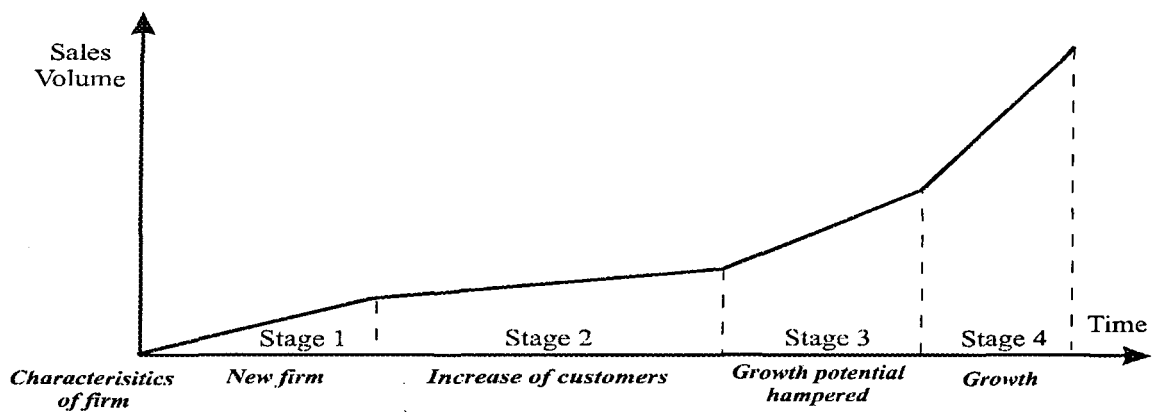 Sales
Volume
Stage 1
Stage 2
Stage 3
Stage 4
Time
Characterisitics
of firm
New firm
Increase of customers
Growth potential
hampered
Growth